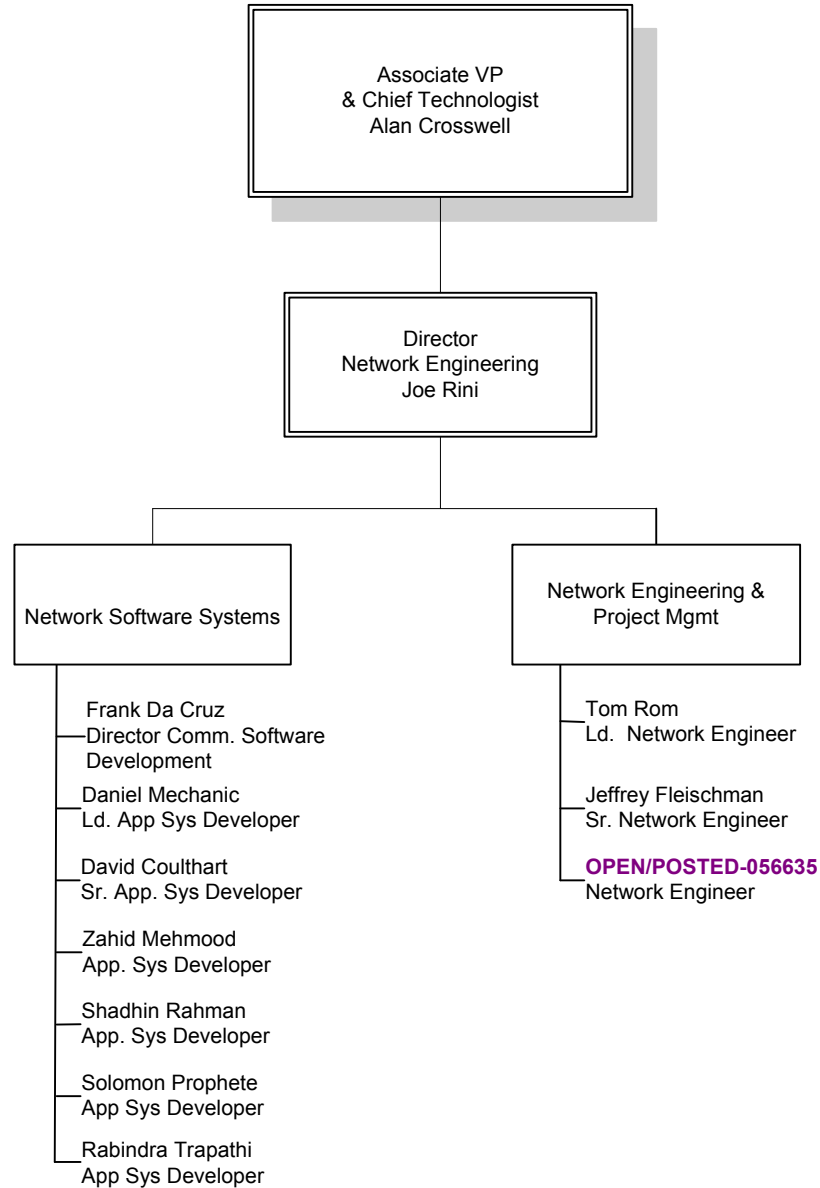 Associate VP
& Chief Technologist
Alan Crosswell
Director
Network Engineering
Joe Rini
Network Software Systems
Frank Da Cruz
Director Comm. Software
Development
Daniel Mechanic
Ld. App Sys Developer
David Coulthart
Sr. App. Sys Developer
Zahid Mehmood
App. Sys Developer
Shadhin Rahman
App. Sys Developer
Solomon Prophete
App Sys Developer
Rabindra Trapathi
App Sys Developer
Network Engineering &
Project Mgmt
Tom Rom
Ld.  Network Engineer
Jeffrey Fleischman
Sr. Network Engineer
OPEN/POSTED-056635
Network Engineer